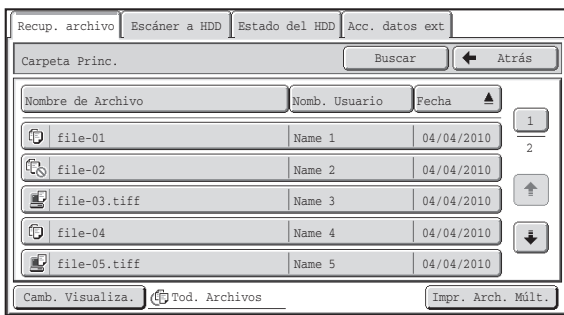 Recup. archivo Escáner a HDD Estado del HDD Acc. datos ext
Carpeta Princ. Buscar Atrás
Nombre de Archivo Nomb. Usuario Fecha
1
2
file-01 Name 1 04/04/2010
file-02 Name 2 04/04/2010
file-03.tiff Name 3 04/04/2010
file-04 Name 4 04/04/2010
file-05.tiff Name 5 04/04/2010
Camb. Visualiza. Tod. Archivos Impr. Arch. Múlt.